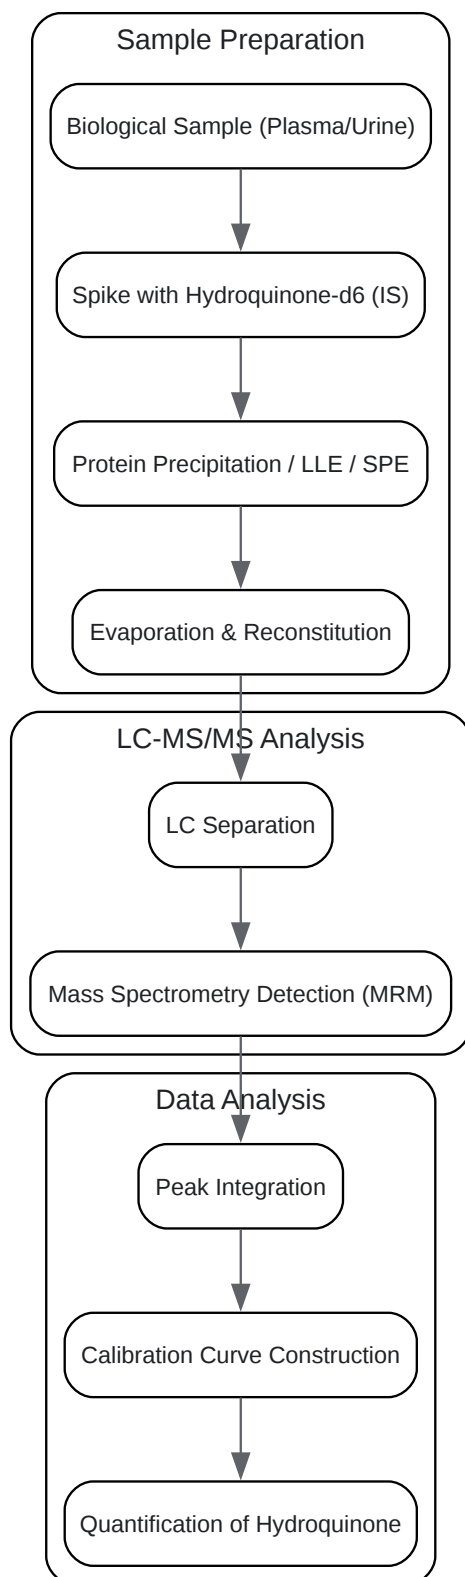 Sample Preparation
Biological Sample (Plasma/Urine)
Spike with Hydroquinone-d6 (IS)
Protein Precipitation / LLE / SPE
Evaporation & Reconstitution
LC-MS/MS Analysis
LC Separation
Mass Spectrometry Detection (MRM)
Data Analysis
Peak Integration
Calibration Curve Construction
Quantification of Hydroquinone